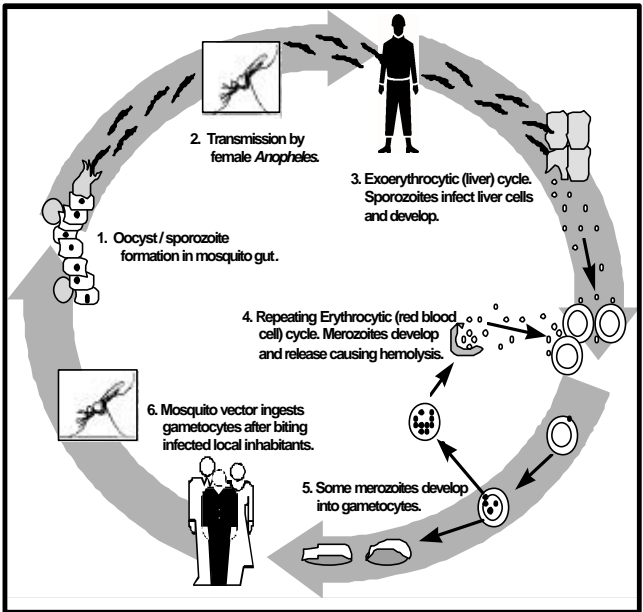 2. Transmission by
female Anopheles.
3. Exoerythrocytic (liver) cycle.
Sporozoites infect liver cells
and develop.
1. Oocyst / sporozoite
formation in mosquito gut.
4. Repeating Erythrocytic (red blood
cell) cycle. Merozoites develop
and release causing hemolysis.
6. Mosquito vector ingests
gametocytes after biting
infected local inhabitants.
5. Some merozoites develop
into gametocytes.